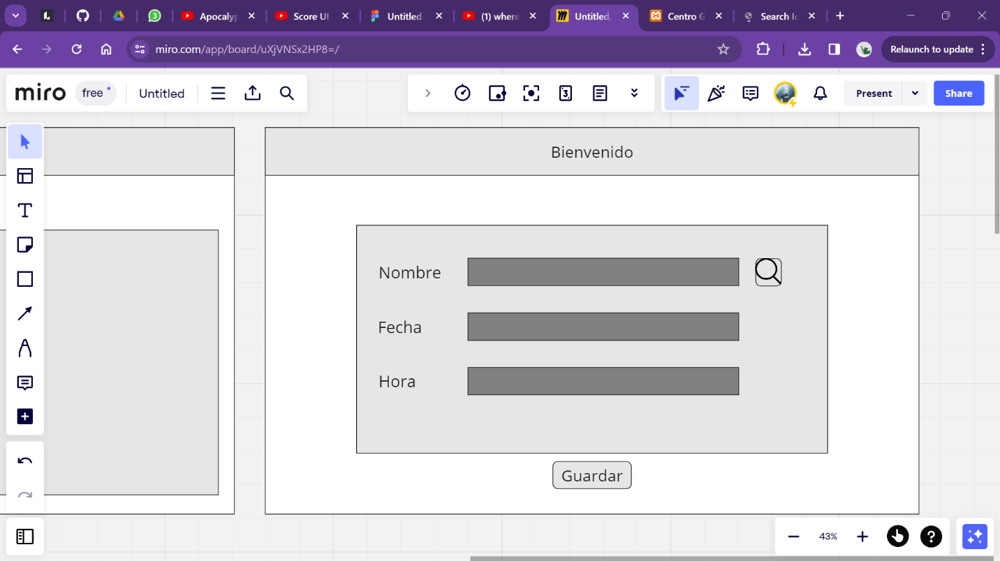 3 Apocalyp Score UI Untitled (1) where Untitled, Centro G Search Ic
miro.com/app/board/uXjVNSx2HP8=/ Relaunch to update
miro free Untitled 3 Present Share
Bienvenido
Nombre
Fecha
Hora
Guardar
43% ?